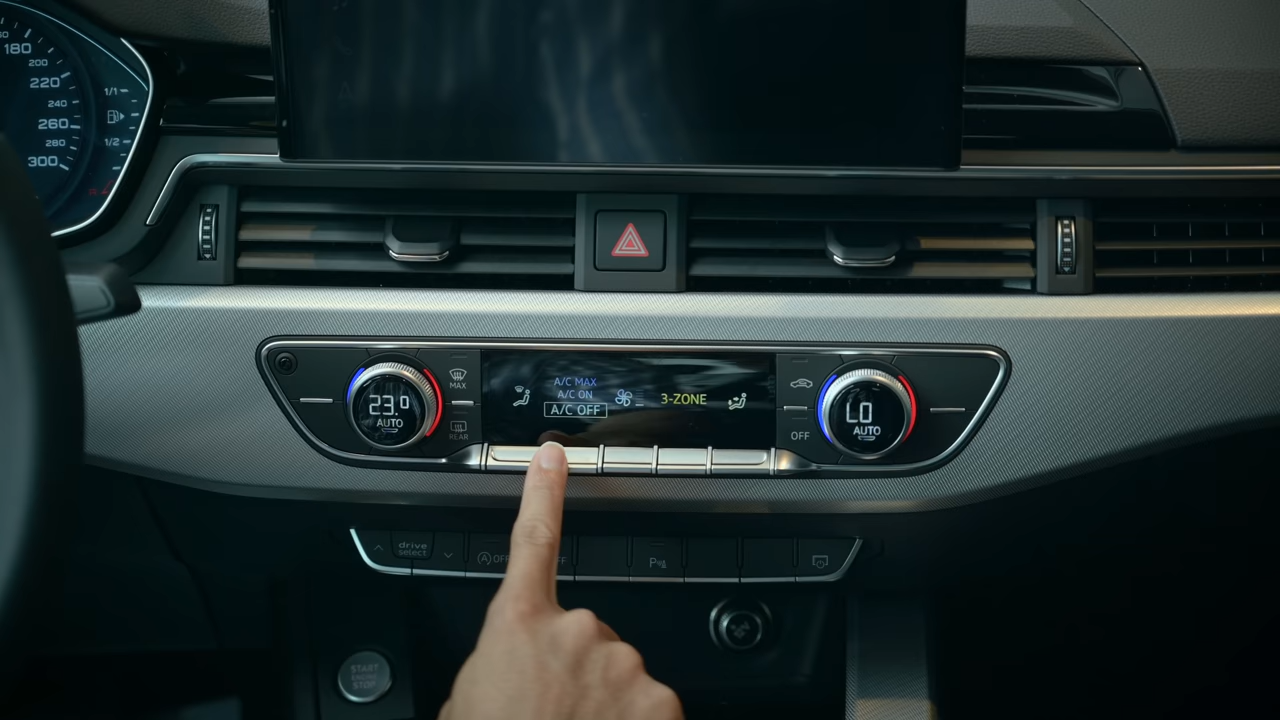 180
200
220
240
260
280
300
1/1
1/2
23.0
AUTO
MAX
REAR
A/C MAX
A/C ON
A/C OFF
3-ZONE
OFF
LO
AUTO
drive
select
OFF
P
START
ENGINE
STOP